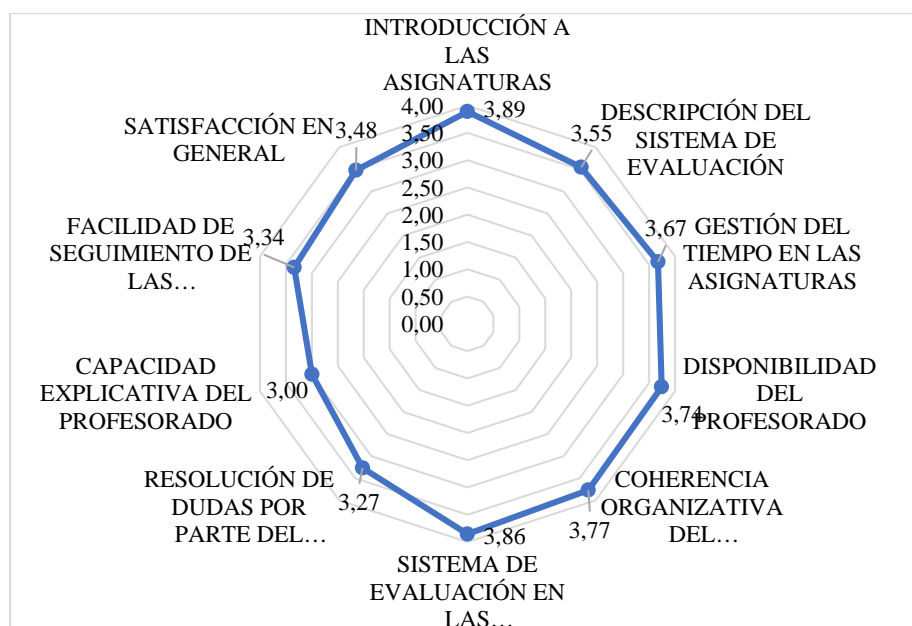 INTRODUCCIÓN A
LAS
ASIGNATURAS
3,89
DESCRIPCIÓN DEL
SISTEMA DE
EVALUACIÓN
3,55
GESTIÓN DEL
TIEMPO EN LAS
ASIGNATURAS
3,67
DISPONIBILIDAD
DEL
PROFESORADO
3,74
COHERENCIA
ORGANIZATIVA
DEL…
3,77
SISTEMA DE
EVALUACIÓN EN
LAS…
3,86
RESOLUCIÓN DE
DUDAS POR
PARTE DEL…
3,27
CAPACIDAD
EXPLICATIVA DEL
PROFESORADO
3,00
FACILIDAD DE
SEGUIMIENTO DE
LAS…
3,34
SATISFACCIÓN EN
GENERAL
3,48
4,00
3,50
3,00
2,50
2,00
1,50
1,00
0,50
0,00